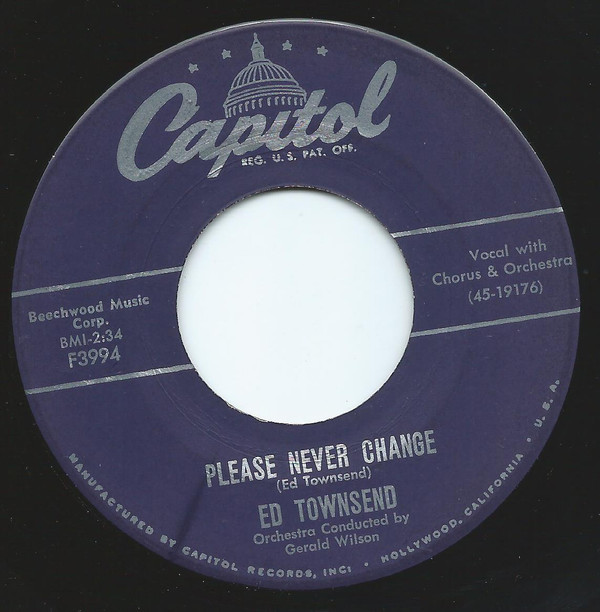 Capitol
REG. U.S. PAT. OFF.
Vocal with
Chorus & Orchestra
(45-19176)
Beechwood Music
Corp.
BMI-2:34
F3994
PLEASE NEVER CHANGE
(Ed Townsend)
ED TOWNSEND
Orchestra Conducted by
Gerald Wilson
MANUFACTURED BY CAPITOL RECORDS, INC. • HOLLYWOOD, CALIFORNIA • U.S.A.